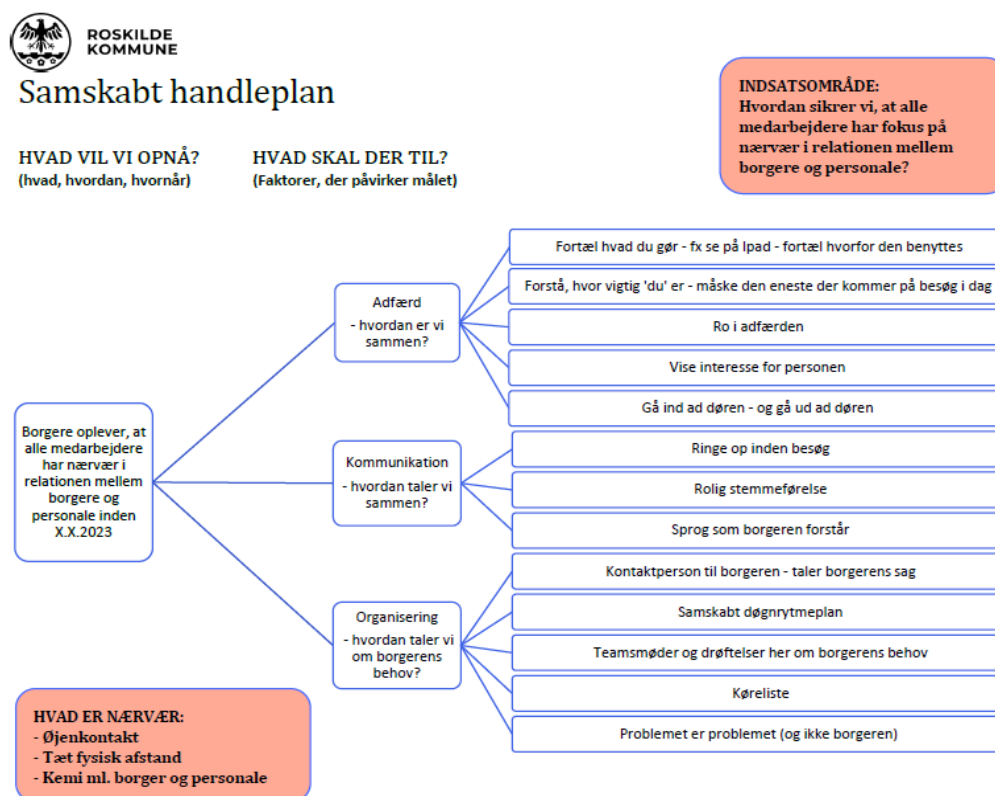 ROSKILDE
KOMMUNE
Samskabt handleplan
INDSATSOMRÅDE:
Hvordan sikrer vi, at alle
medarbejdere har fokus på
nærvær i relationen mellem
borgere og personale?
HVAD VIL VI OPNÅ?
(hvad, hvordan, hvornår)
HVAD SKAL DER TIL?
(Faktorer, der påvirker målet)
Borgere oplever, at
alle medarbejdere
har nærvær i
relationen mellem
borgere og
personale inden
X.X.2023
Adfærd
- hvordan er vi
sammen?
Fortæl hvad du gør - fx se på Ipad - fortæl hvorfor den benyttes
Forstå, hvor vigtig 'du' er - måske den eneste der kommer på besøg i dag
Ro i adfærden
Vise interesse for personen
Gå ind ad døren - og gå ud ad døren
Kommunikation
- hvordan taler vi
sammen?
Ringe op inden besøg
Rolig stemmeførelse
Sprog som borgeren forstår
Organisering
- hvordan taler vi
om borgerens
behov?
Kontaktperson til borgeren - taler borgerens sag
Samskabt døgnrytmeplan
Teamsmøder og drøftelser her om borgerens behov
Køreliste
Problemet er problemet (og ikke borgeren)
HVAD ER NÆRVÆR:
- Øjenkontakt
- Tæt fysisk afstand
- Kemi ml. borger og personale